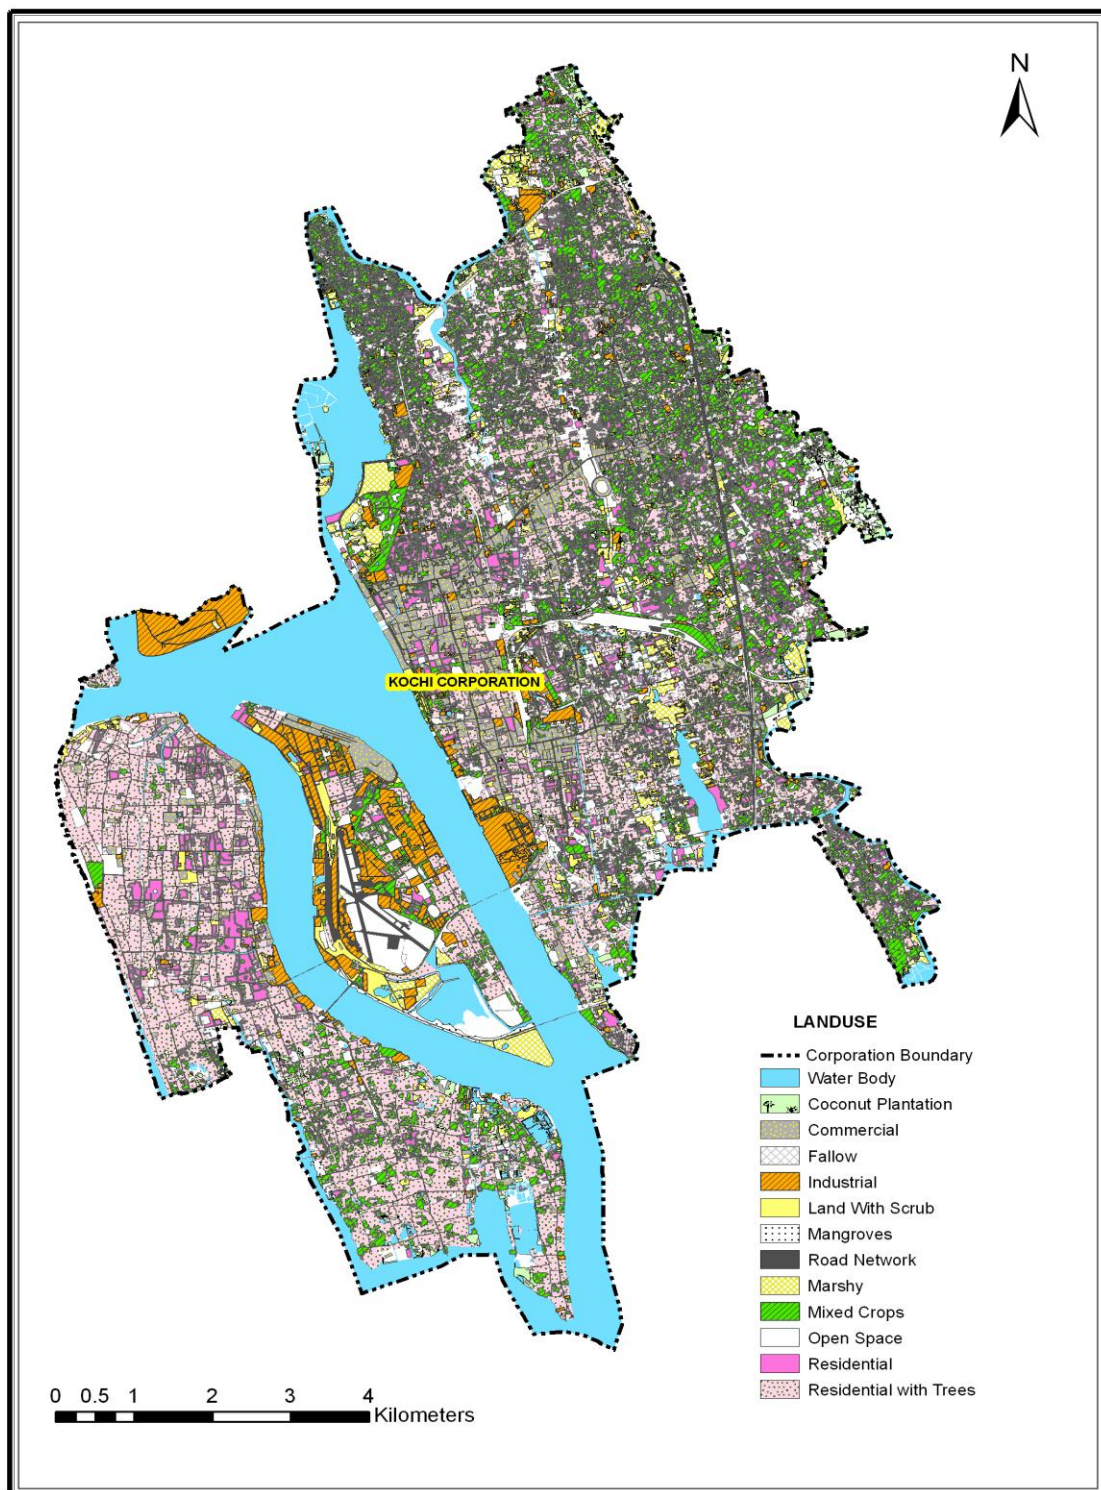 N
KOCHI CORPORATION
LANDUSE
Corporation Boundary
Water Body
Coconut Plantation
Commercial
Fallow
Industrial
Land With Scrub
Mangroves
Road Network
Marshy
Mixed Crops
Open Space
Residential
Residential with Trees
0 0.5 1 2 3 4
Kilometers